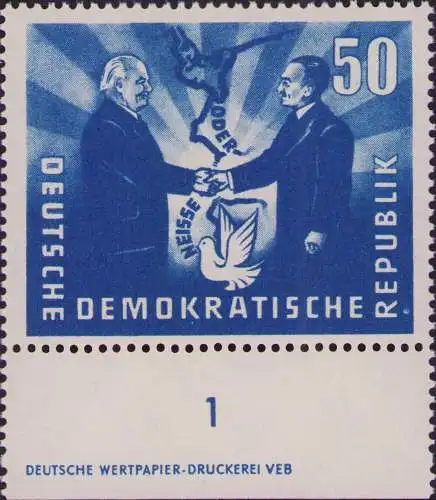 50
ODER
NEISSE
DEUTSCHE
DEMOKRATISCHE
REPUBLIK
1
DEUTSCHE WERTPAPIER-DRUCKEREI VEB